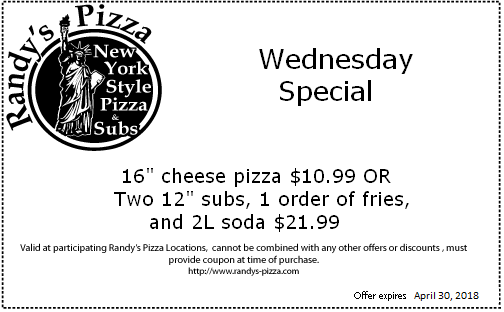 Randy's Pizza
New
York
Style
Pizza
&
Subs
Wednesday
Special
16" cheese pizza $10.99 OR
Two 12" subs, 1 order of fries,
and 2L soda $21.99
Valid at participating Randy's Pizza Locations, cannot be combined with any other offers or discounts , must
provide coupon at time of purchase.
http://www.randys-pizza.com
Offer expires April 30, 2018